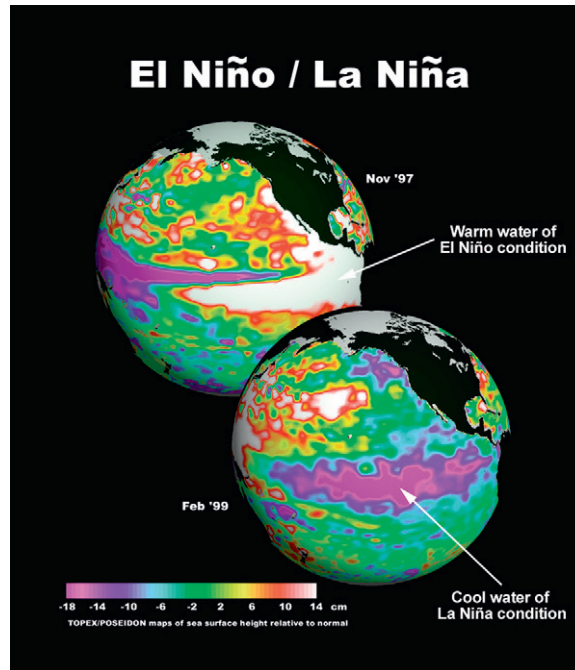 El Niño / La Niña
Nov '97
Warm water of
El Niño condition
Feb '99
Cool water of
La Niña condition
-18 -14 -10 -6 -2 2 6 10 14 cm
TOPEX/POSEIDON maps of sea surface height relative to normal